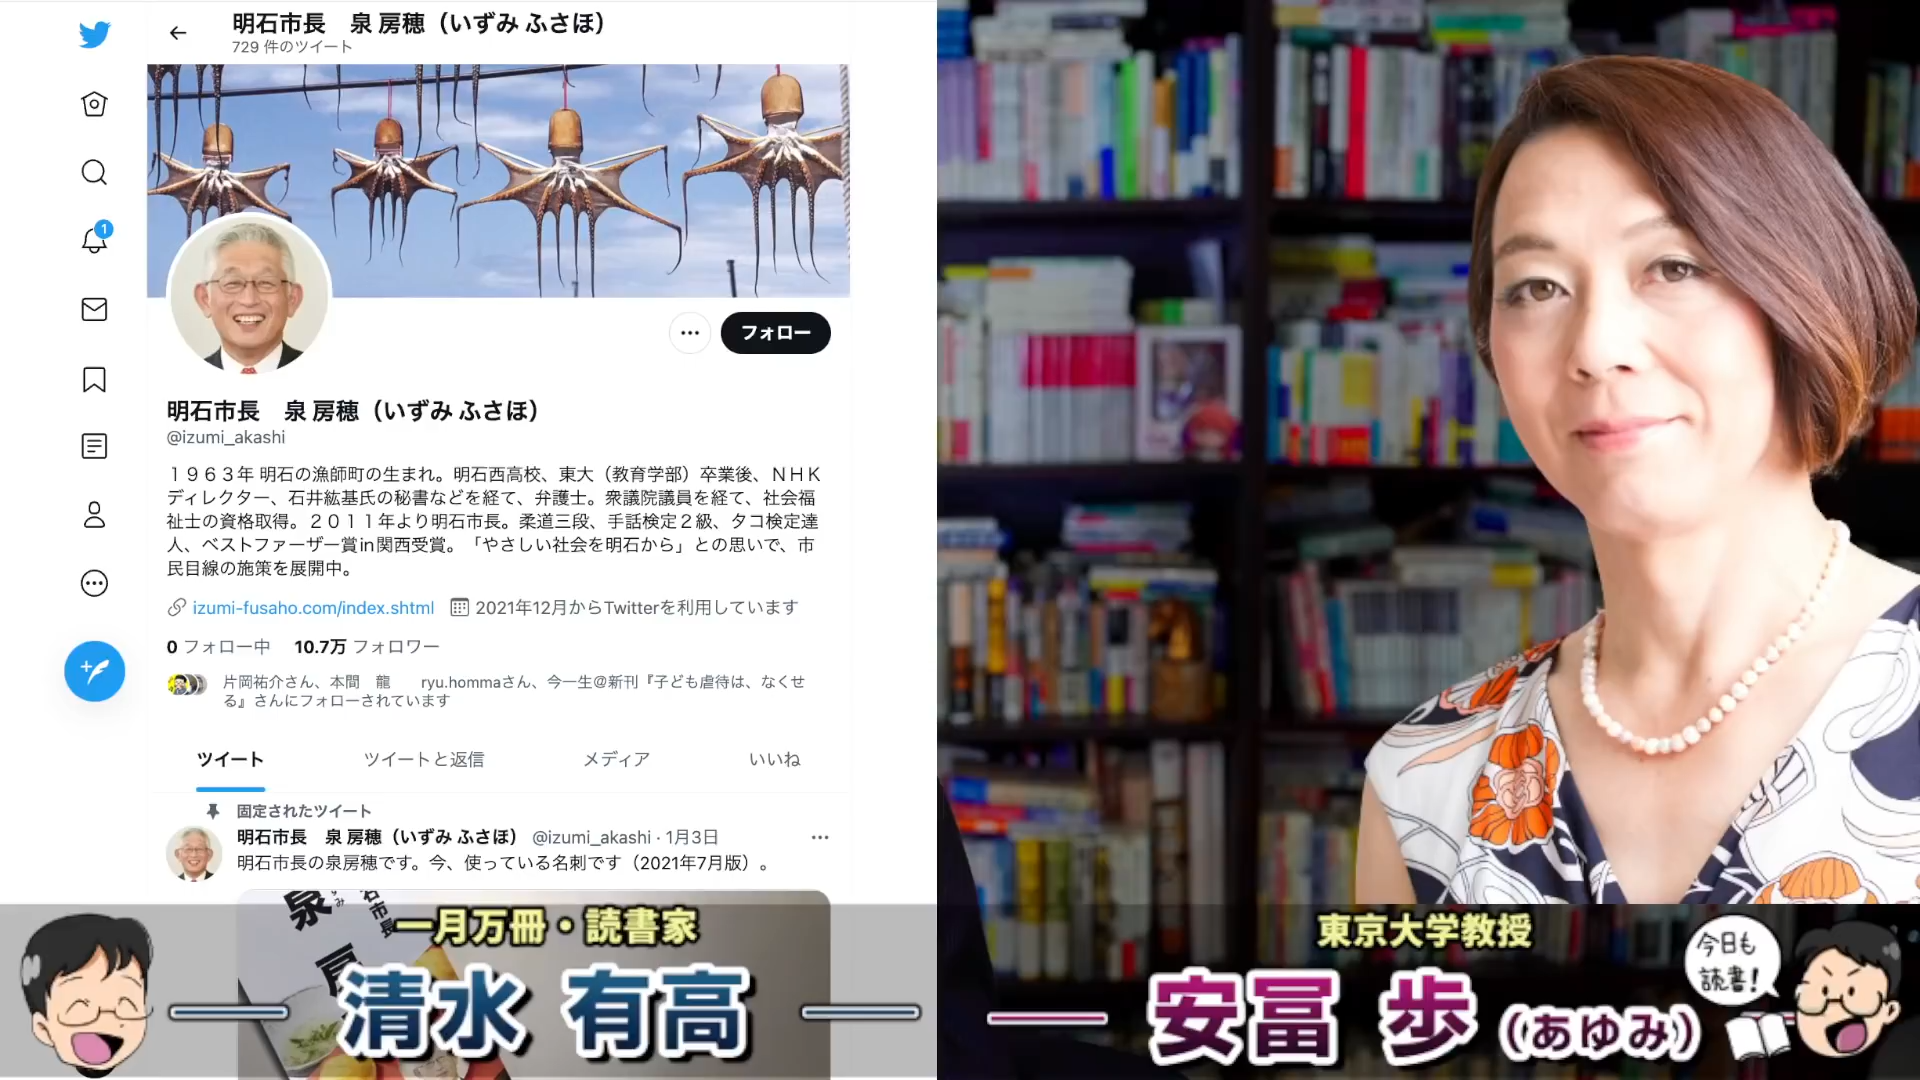 明石市長　泉 房穂（いずみ ふさほ）
729 件のツイート
1
フォロー
明石市長　泉 房穂（いずみ ふさほ）
@izumi_akashi
１９６３年 明石の漁師町の生まれ。明石西高校、東大（教育学部）卒業後、ＮＨＫ
ディレクター、石井紘基氏の秘書などを経て、弁護士。衆議院議員を経て、社会福
祉士の資格取得。２０１１年より明石市長。柔道三段、手話検定２級、タコ検定達
人、ベストファーザー賞in関西受賞。「やさしい社会を明石から」との思いで、市
民目線の施策を展開中。
izumi-fusaho.com/index.shtml 2021年12月からTwitterを利用しています
0 フォロー中 10.7万 フォロワー
片岡祐介さん、本間　龍　　ryu.hommaさん、今一生@新刊『子ども虐待は、なくせ
る』さんにフォローされています
ツイート ツイートと返信 メディア いいね
固定されたツイート
明石市長　泉 房穂（いずみ ふさほ） @izumi_akashi · 1月3日
明石市長の泉房穂です。今、使っている名刺です（2021年7月版）。
泉 房
石市長
一月万冊・読書家
清水 有高
東京大学教授
安冨 歩（あゆみ）
今日も
読書！